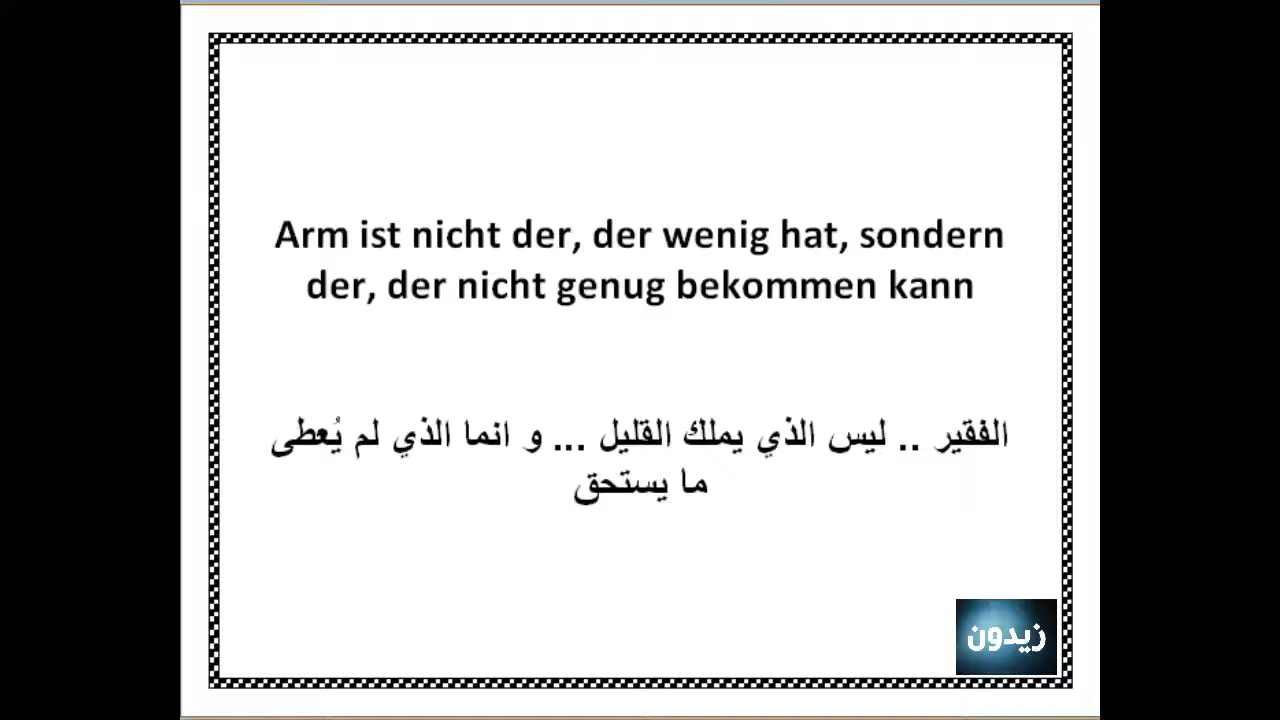 Arm ist nicht der, der wenig hat, sondern
der, der nicht genug bekommen kann
الفقير .. ليس الذي يملك القليل ... و انما الذي لم يُعطى
ما يستحق
زيدون